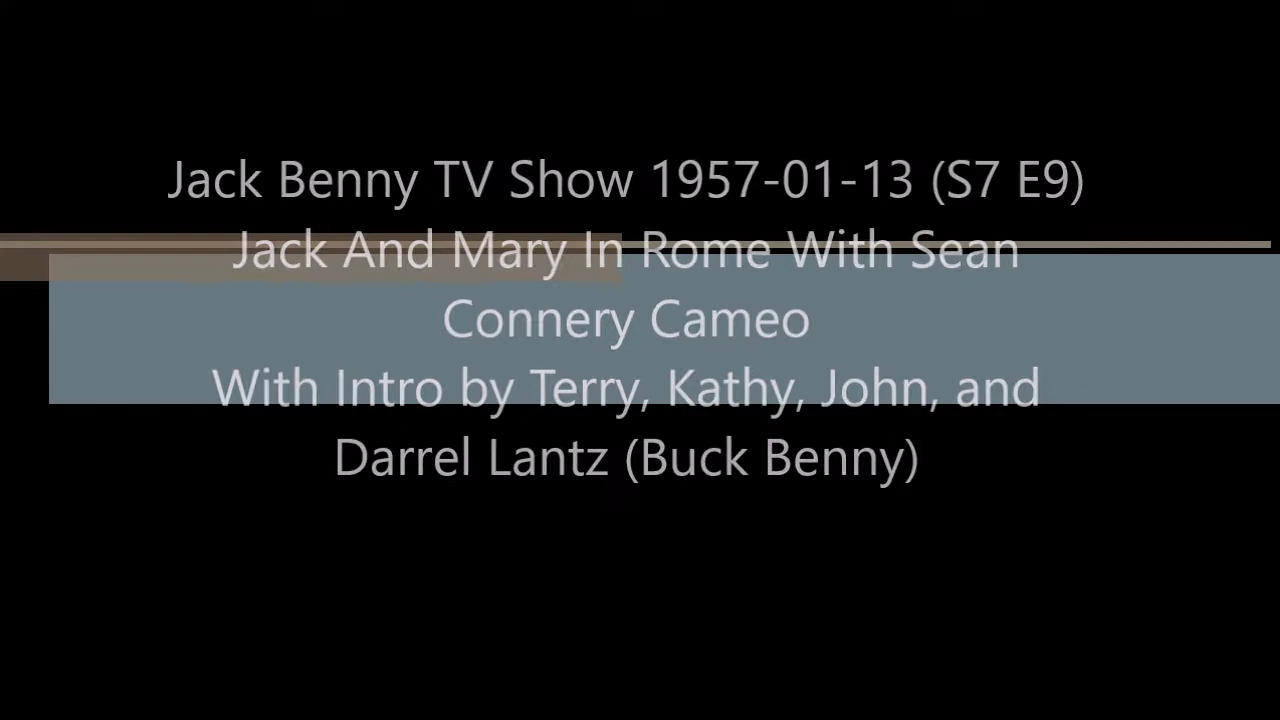 Jack Benny TV Show 1957-01-13 (S7 E9)
Jack And Mary In Rome With Sean
Connery Cameo
With Intro by Terry, Kathy, John, and
Darrel Lantz (Buck Benny)